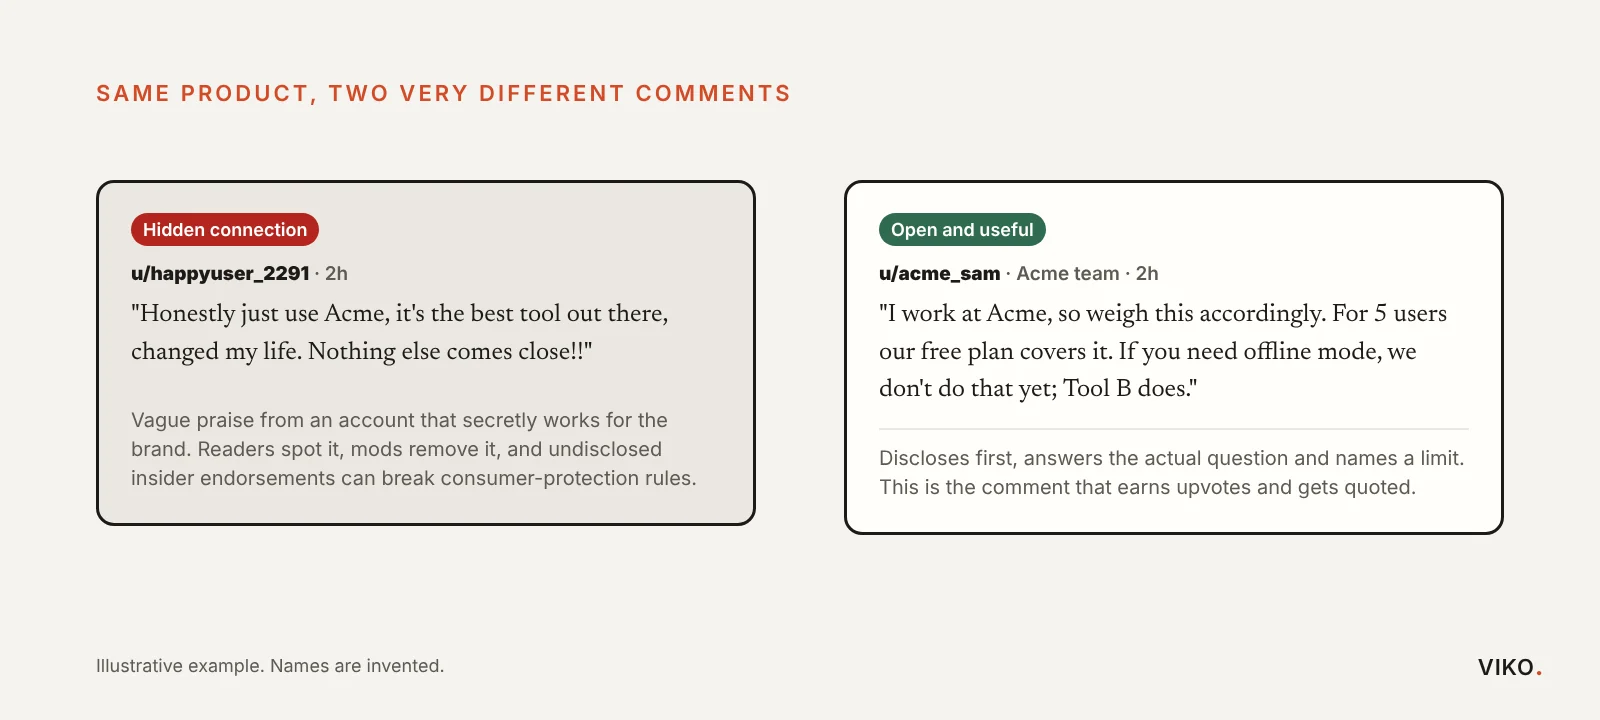 SAME PRODUCT, TWO VERY DIFFERENT COMMENTS
Hidden connection
u/happyuser_2291 · 2h
"Honestly just use Acme, it's the best tool out there,
changed my life. Nothing else comes close!!"
Vague praise from an account that secretly works for the
brand. Readers spot it, mods remove it, and undisclosed
insider endorsements can break consumer-protection rules.
Open and useful
u/acme_sam · Acme team · 2h
"I work at Acme, so weigh this accordingly. For 5 users
our free plan covers it. If you need offline mode, we
don't do that yet; Tool B does."
Discloses first, answers the actual question and names a limit.
This is the comment that earns upvotes and gets quoted.
Illustrative example. Names are invented.
VIKO.